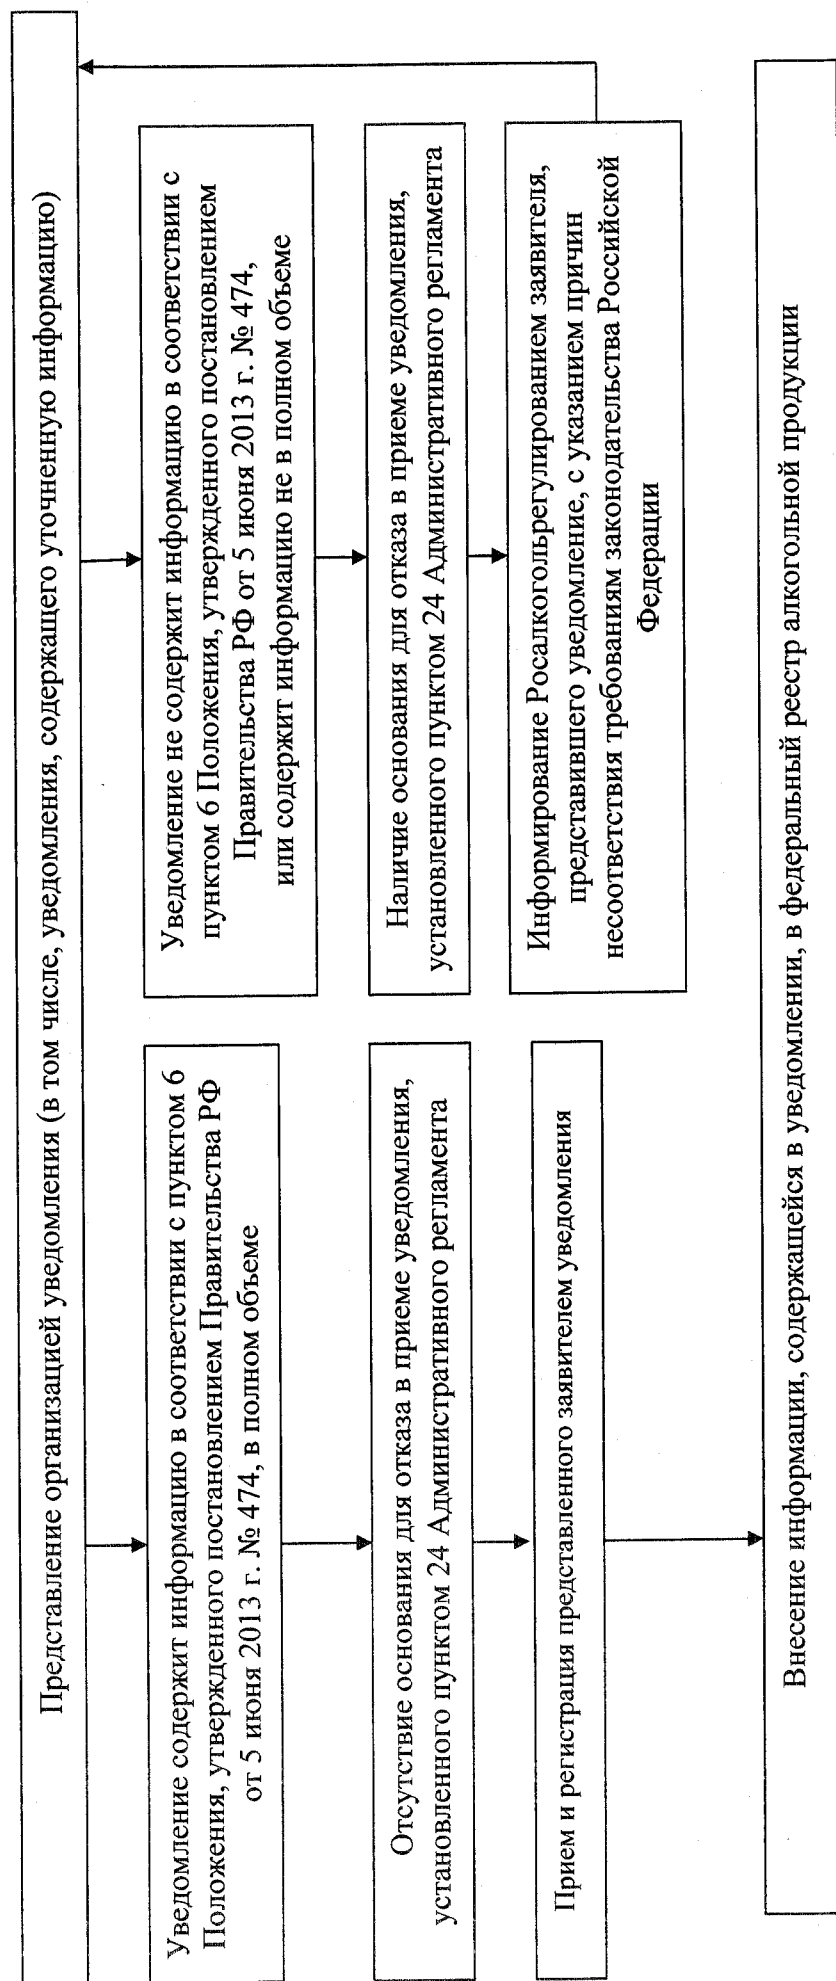 Представление организацией уведомления (в том числе, уведомления, содержащего уточненную информацию)
Уведомление содержит информацию в соответствии с пунктом 6
Положения, утвержденного постановлением Правительства РФ
от 5 июня 2013 г. № 474, в полном объеме
Уведомление не содержит информацию в соответствии с
пунктом 6 Положения, утвержденного постановлением
Правительства РФ от 5 июня 2013 г. № 474,
или содержит информацию не в полном объеме
Отсутствие основания для отказа в приеме уведомления,
установленного пунктом 24 Административного регламента
Наличие основания для отказа в приеме уведомления,
установленного пунктом 24 Административного регламента
Прием и регистрация представленного заявителем уведомления
Информирование Росалкогольрегулированием заявителя,
представившего уведомление, с указанием причин
несоответствия требованиям законодательства Российской
Федерации
Внесение информации, содержащейся в уведомлении, в федеральный реестр алкогольной продукции